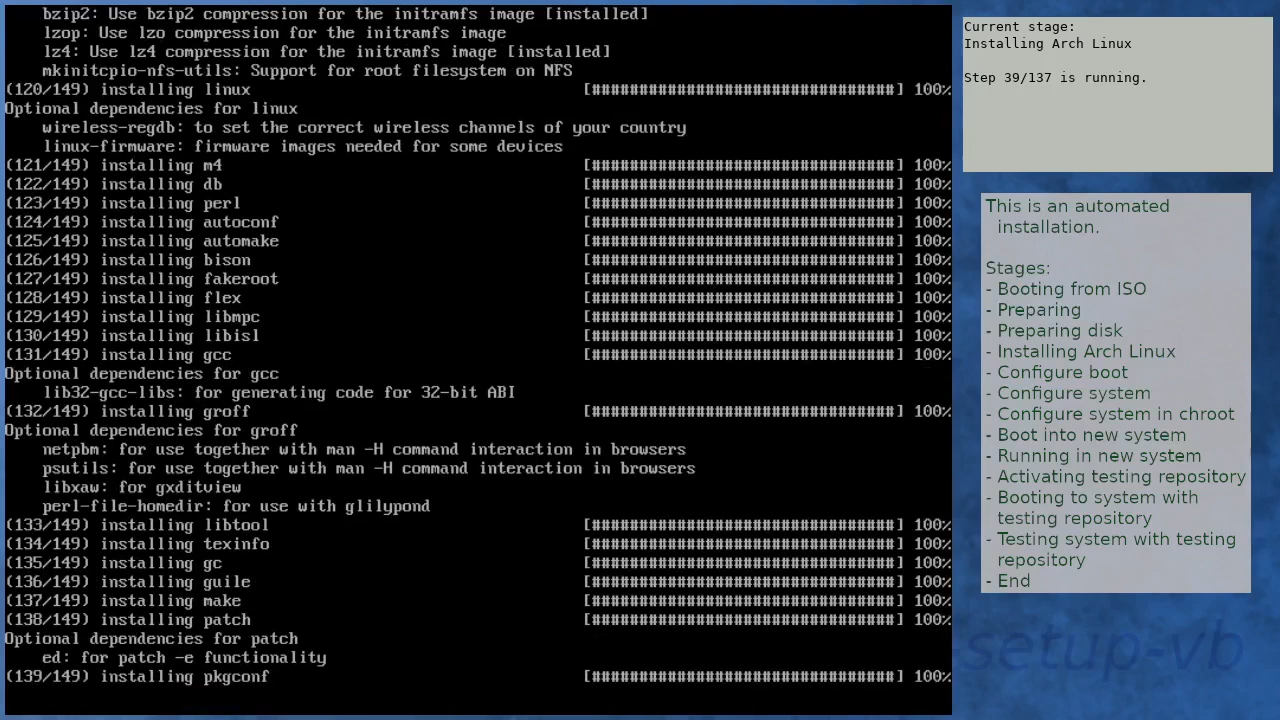 bzip2: Use bzip2 compression for the initramfs image [installed]
lzop: Use lzo compression for the initramfs image
lz4: Use lz4 compression for the initramfs image [installed]
mkinitcpio-nfs-utils: Support for root filesystem on NFS
(120/149) installing linux [################################] 100%
Optional dependencies for linux
wireless-regdb: to set the correct wireless channels of your country
linux-firmware: firmware images needed for some devices
(121/149) installing m4 [################################] 100%
(122/149) installing db [################################] 100%
(123/149) installing perl [################################] 100%
(124/149) installing autoconf [################################] 100%
(125/149) installing automake [################################] 100%
(126/149) installing bison [################################] 100%
(127/149) installing fakeroot [################################] 100%
(128/149) installing flex [################################] 100%
(129/149) installing libmpc [################################] 100%
(130/149) installing libisl [################################] 100%
(131/149) installing gcc [################################] 100%
Optional dependencies for gcc
lib32-gcc-libs: for generating code for 32-bit ABI
(132/149) installing groff [################################] 100%
Optional dependencies for groff
netpbm: for use together with man -H command interaction in browsers
psutils: for use together with man -H command interaction in browsers
libxaw: for gxditview
perl-file-homedir: for use with glilypond
(133/149) installing libtool [################################] 100%
(134/149) installing texinfo [################################] 100%
(135/149) installing gc [################################] 100%
(136/149) installing guile [################################] 100%
(137/149) installing make [################################] 100%
(138/149) installing patch [################################] 100%
Optional dependencies for patch
ed: for patch -e functionality
(139/149) installing pkgconf [################################] 100%
Current stage:
Installing Arch Linux
Step 39/137 is running.
This is an automated
installation.
Stages:
- Booting from ISO
- Preparing
- Preparing disk
- Installing Arch Linux
- Configure boot
- Configure system
- Configure system in chroot
- Boot into new system
- Running in new system
- Activating testing repository
- Booting to system with
testing repository
- Testing system with testing
repository
- End
setup-vb